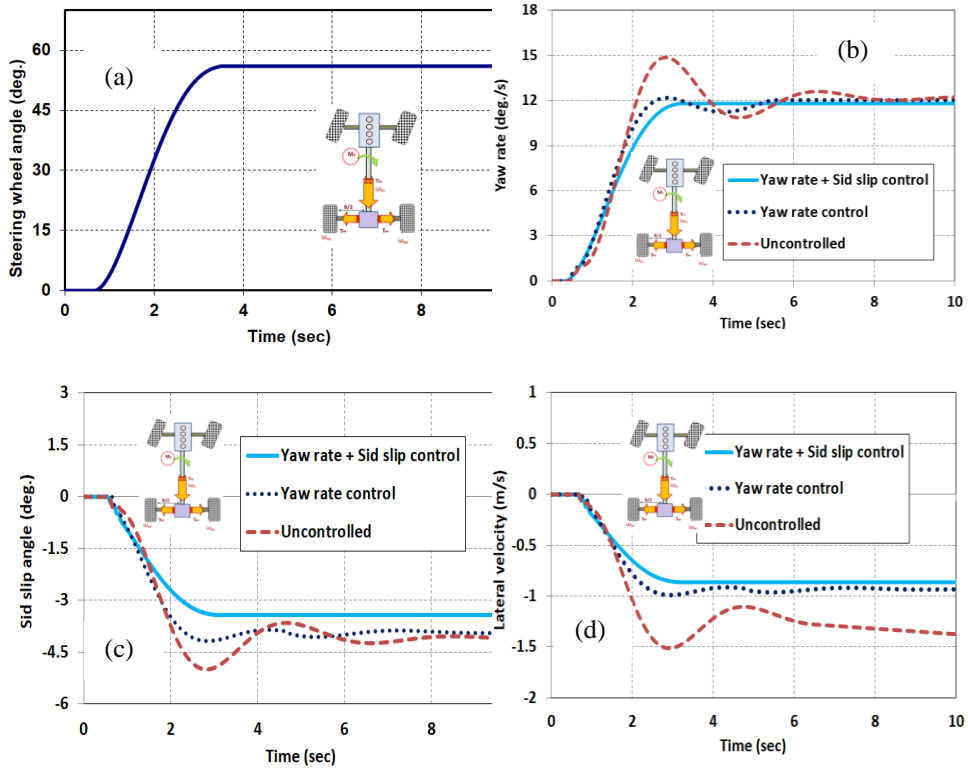 (a)
Steering wheel angle (deg.)
60
45
30
15
0
0 2 4 6 8
Time (sec)
(b)
Yaw rate (deg./s)
18
15
12
9
6
3
0
Yaw rate + Sid slip control
Yaw rate control
Uncontrolled
0 2 4 6 8 10
Time (sec)
(c)
Sid slip angle (deg.)
3
1.5
0
-1.5
-3
-4.5
-6
Yaw rate + Sid slip control
Yaw rate control
Uncontrolled
0 2 4 6 8
Time (sec)
(d)
Lateral velocity (m/s)
1
0.5
0
-0.5
-1
-1.5
-2
Yaw rate + Sid slip control
Yaw rate control
Uncontrolled
0 2 4 6 8 10
Time (sec)